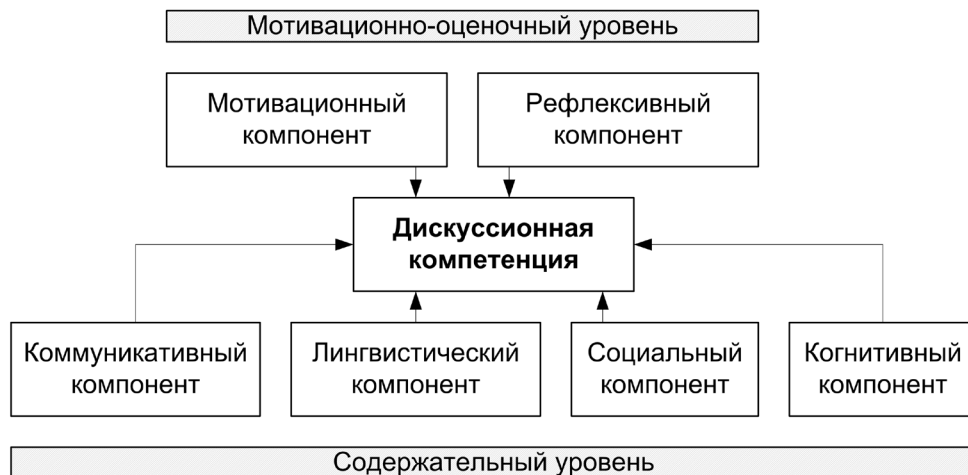 Мотивационно-оценочный уровень
Мотивационный
компонент
Рефлексивный
компонент
Дискуссионная
компетенция
Коммуникативный
компонент
Лингвистический
компонент
Социальный
компонент
Когнитивный
компонент
Содержательный уровень